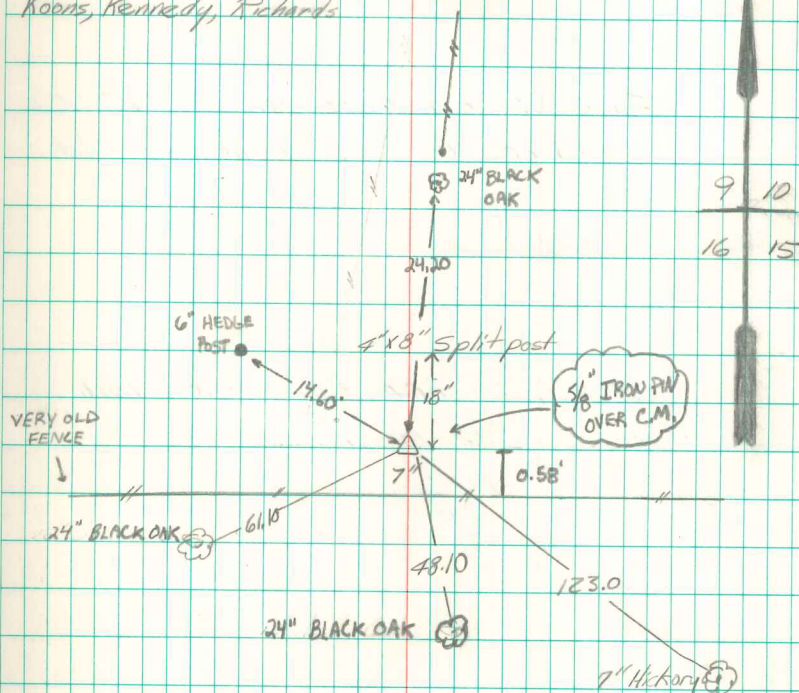 Koons, Kennedy, Richards
24" BLACK
OAK
9 10
16 15
24.20
6" HEDGE
POST
4"x8" Split post
14.60'
18"
5/8" IRON PIN
OVER C.M.
VERY OLD
FENCE
7"
0.58'
61.10
24" BLACK OAK
48.10
123.0
24" BLACK OAK
7" Hickory